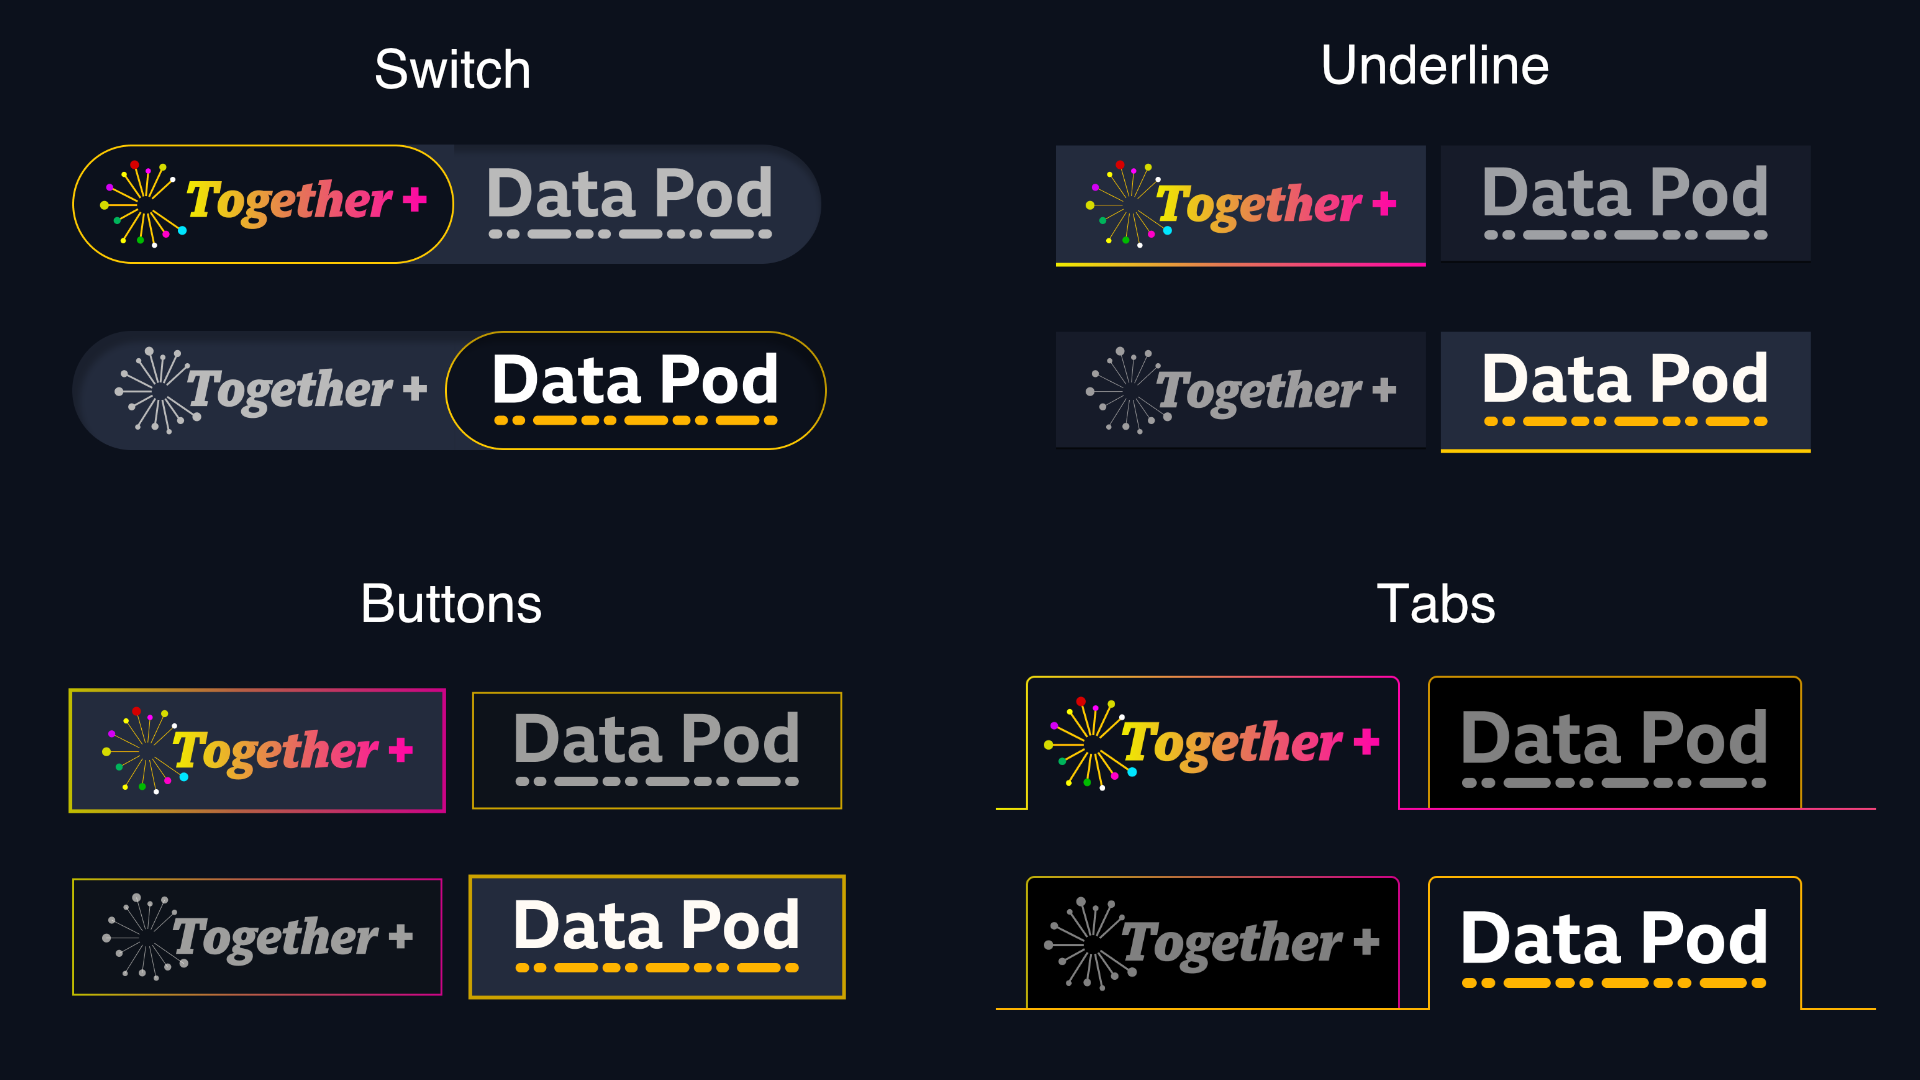 Switch
Together +
Data Pod
Together +
Data Pod
Underline
Together +
Data Pod
Together +
Data Pod
Buttons
Together +
Data Pod
Together +
Data Pod
Tabs
Together +
Data Pod
Together +
Data Pod